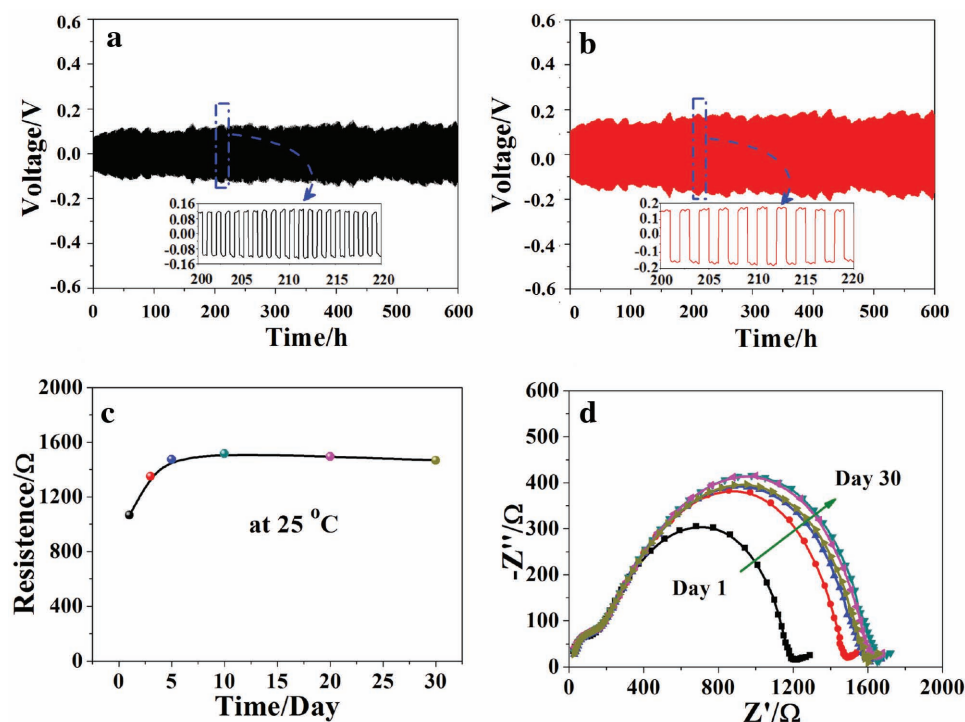 a
Voltage/V
0.6
0.4
0.2
0.0
-0.2
-0.4
-0.6
0.16
0.08
0.00
-0.08
-0.16
200 205 210 215 220
0 100 200 300 400 500 600
Time/h
b
Voltage/V
0.6
0.4
0.2
0.0
-0.2
-0.4
-0.6
0.2
0.1
0.0
-0.1
-0.2
200 205 210 215 220
0 100 200 300 400 500 600
Time/h
c
Resistence/Ω
2000
1600
1200
800
400
0
at 25 °C
0 5 10 15 20 25 30
Time/Day
d
-Z''/Ω
600
500
400
300
200
100
0
Day 30
Day 1
0 400 800 1200 1600 2000
Z'/Ω